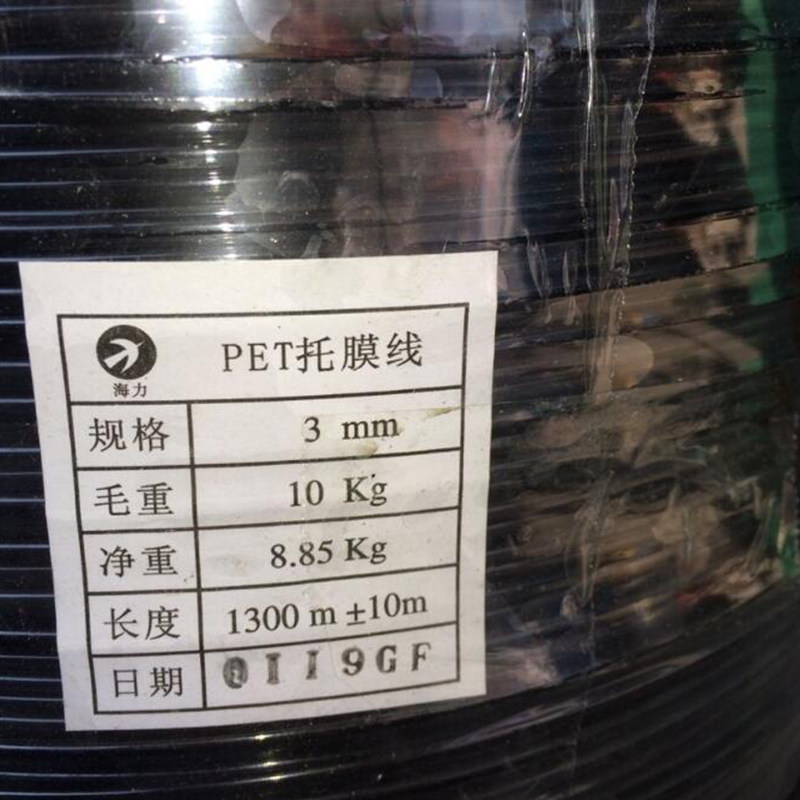 海力
PET托膜线
规格 3 mm
毛重 10 Kg
净重 8.85 Kg
长度 1300 m ±10m
日期 0119GF